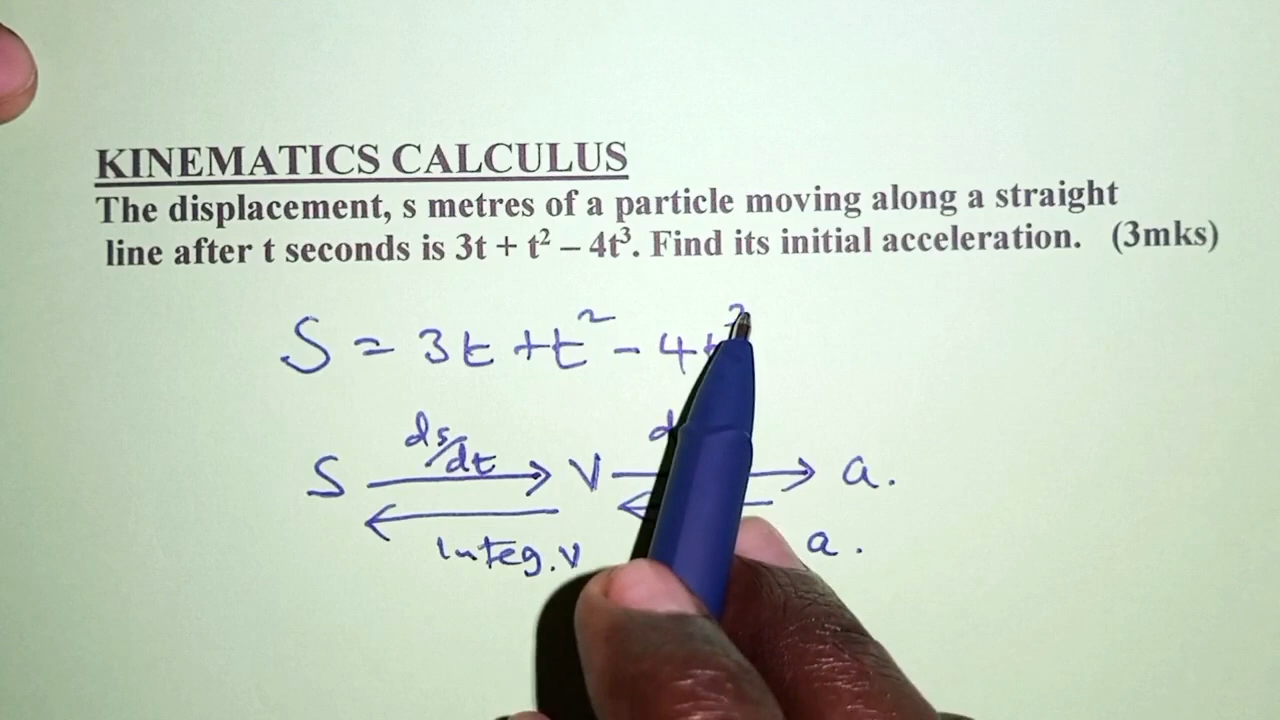 KINEMATICS CALCULUS
The displacement, s metres of a particle moving along a straight
line after t seconds is 3t + t² – 4t³. Find its initial acceleration. (3mks)
S = 3t + t² - 4t
ds/dt
S V a.
Integ. v a.